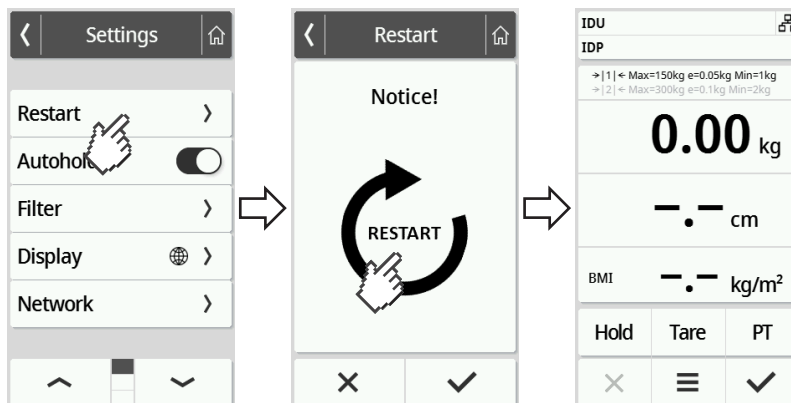 Settings
Restart
Autohold
Filter
Display
Network
Restart
Notice!
RESTART
IDU
IDP
→|1|← Max=150kg e=0.05kg Min=1kg
→|2|← Max=300kg e=0.1kg Min=2kg
0.00 kg
-.- cm
BMI -.- kg/m²
Hold Tare PT